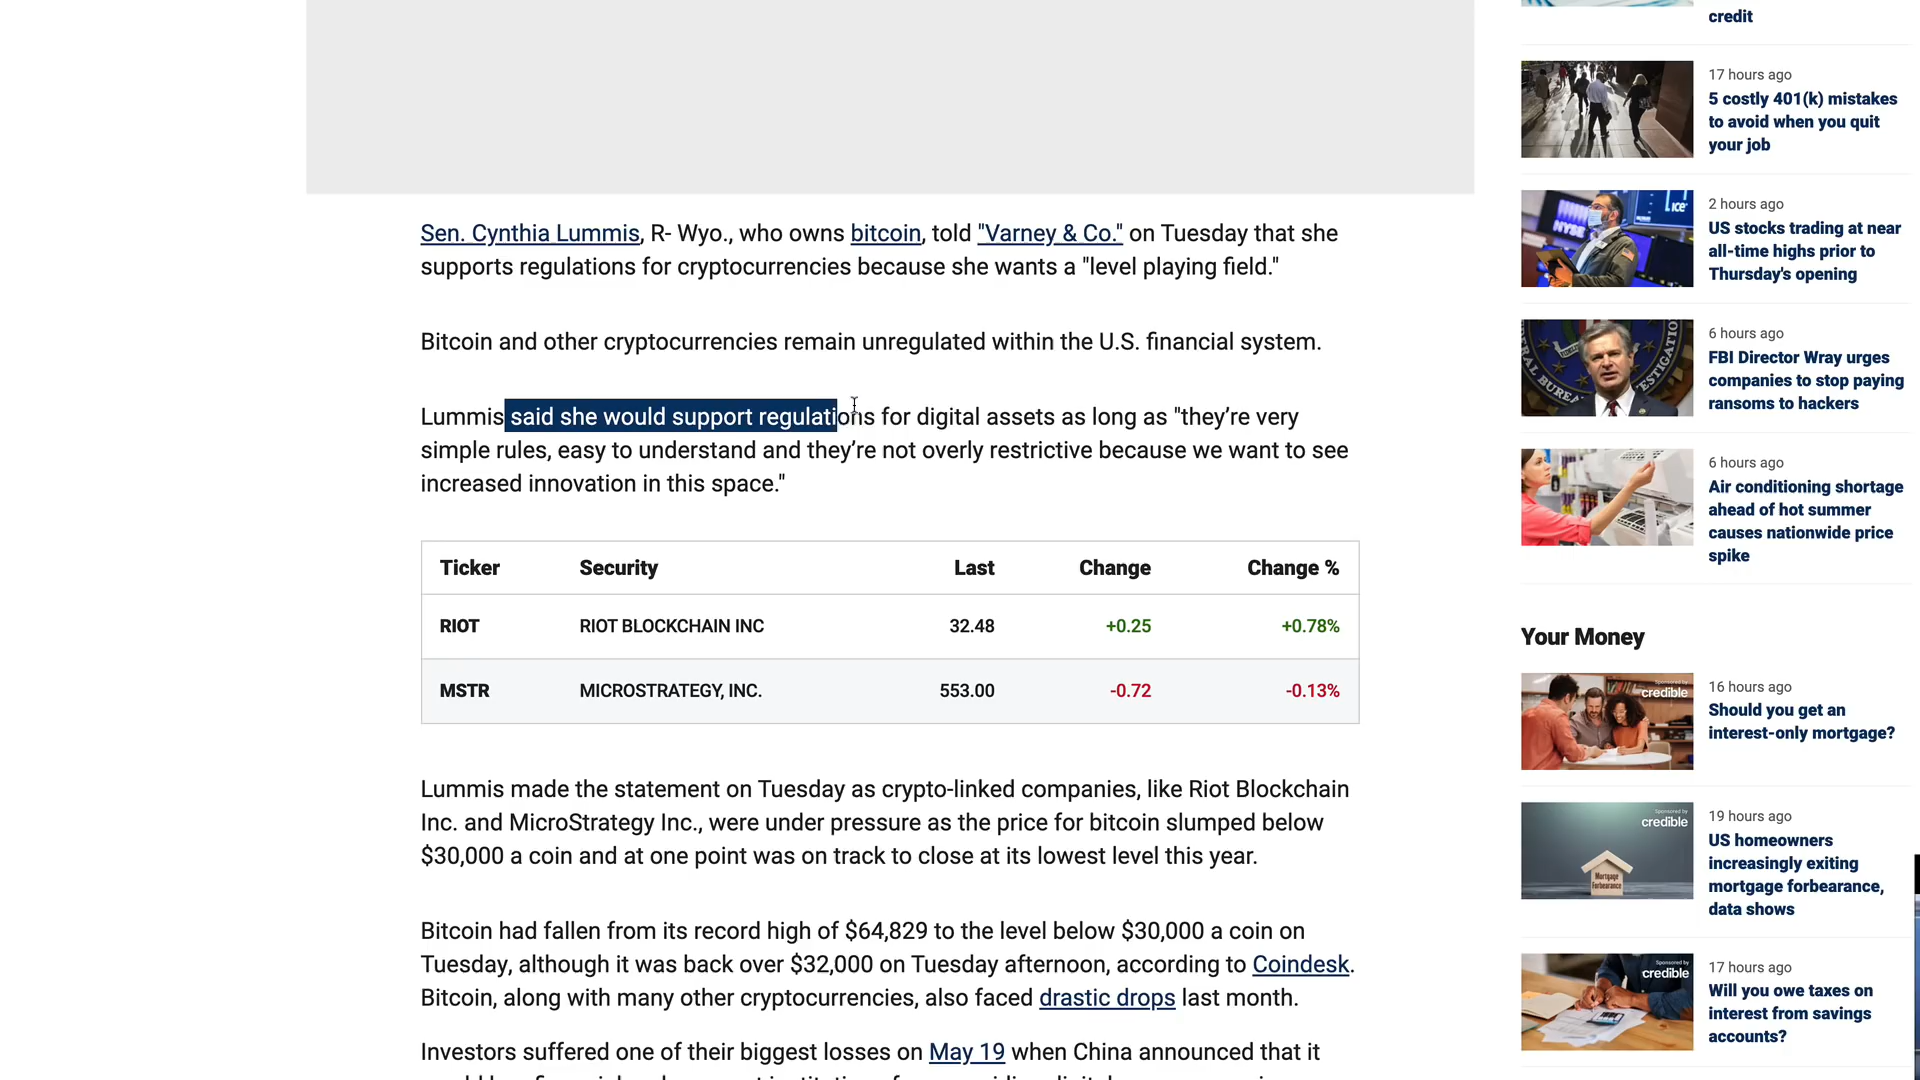 Sen. Cynthia Lummis, R- Wyo., who owns bitcoin, told "Varney & Co." on Tuesday that she
supports regulations for cryptocurrencies because she wants a "level playing field."
Bitcoin and other cryptocurrencies remain unregulated within the U.S. financial system.
Lummis said she would support regulations for digital assets as long as "they’re very
simple rules, easy to understand and they’re not overly restrictive because we want to see
increased innovation in this space."
Ticker Security Last Change Change %
RIOT RIOT BLOCKCHAIN INC 32.48 +0.25 +0.78%
MSTR MICROSTRATEGY, INC. 553.00 -0.72 -0.13%
Lummis made the statement on Tuesday as crypto-linked companies, like Riot Blockchain
Inc. and MicroStrategy Inc., were under pressure as the price for bitcoin slumped below
$30,000 a coin and at one point was on track to close at its lowest level this year.
Bitcoin had fallen from its record high of $64,829 to the level below $30,000 a coin on
Tuesday, although it was back over $32,000 on Tuesday afternoon, according to Coindesk.
Bitcoin, along with many other cryptocurrencies, also faced drastic drops last month.
Investors suffered one of their biggest losses on May 19 when China announced that it
credit
17 hours ago
5 costly 401(k) mistakes
to avoid when you quit
your job
2 hours ago
US stocks trading at near
all-time highs prior to
Thursday's opening
NYSE
6 hours ago
FBI Director Wray urges
companies to stop paying
ransoms to hackers
6 hours ago
Air conditioning shortage
ahead of hot summer
causes nationwide price
spike
Your Money
Sponsored by
credible
16 hours ago
Should you get an
interest-only mortgage?
Sponsored by
credible
Mortgage
Forbearance
19 hours ago
US homeowners
increasingly exiting
mortgage forbearance,
data shows
Sponsored by
credible
17 hours ago
Will you owe taxes on
interest from savings
accounts?